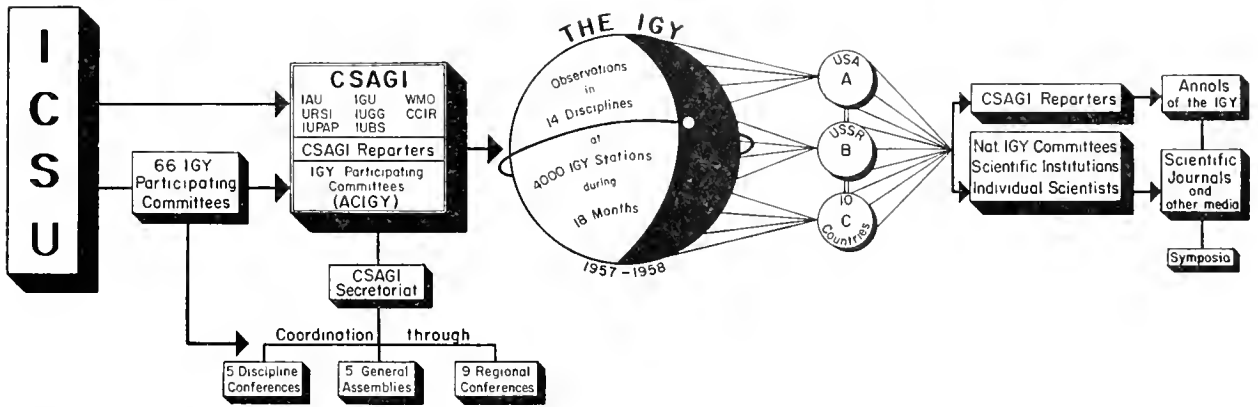 ICSU
66 IGY
Participating
Committees
CSAGI
IAU IGU WMO
URSI IUGG CCIR
IUPAP IUBS
CSAGI Reporters
IGY Participating
Committees
(ACIGY)
CSAGI
Secretariat
Coordination through
5 Discipline
Conferences
5 General
Assemblies
9 Regional
Conferences
THE IGY
Observations
in
14 Disciplines
at
4000 IGY Stations
during
18 Months
1957-1958
USA
A
USSR
B
10
C
Countries
CSAGI Reporters
Nat. IGY Committees
Scientific Institutions
Individual Scientists
Annals
of the IGY
Scientific
Journals
and
other media
Symposia